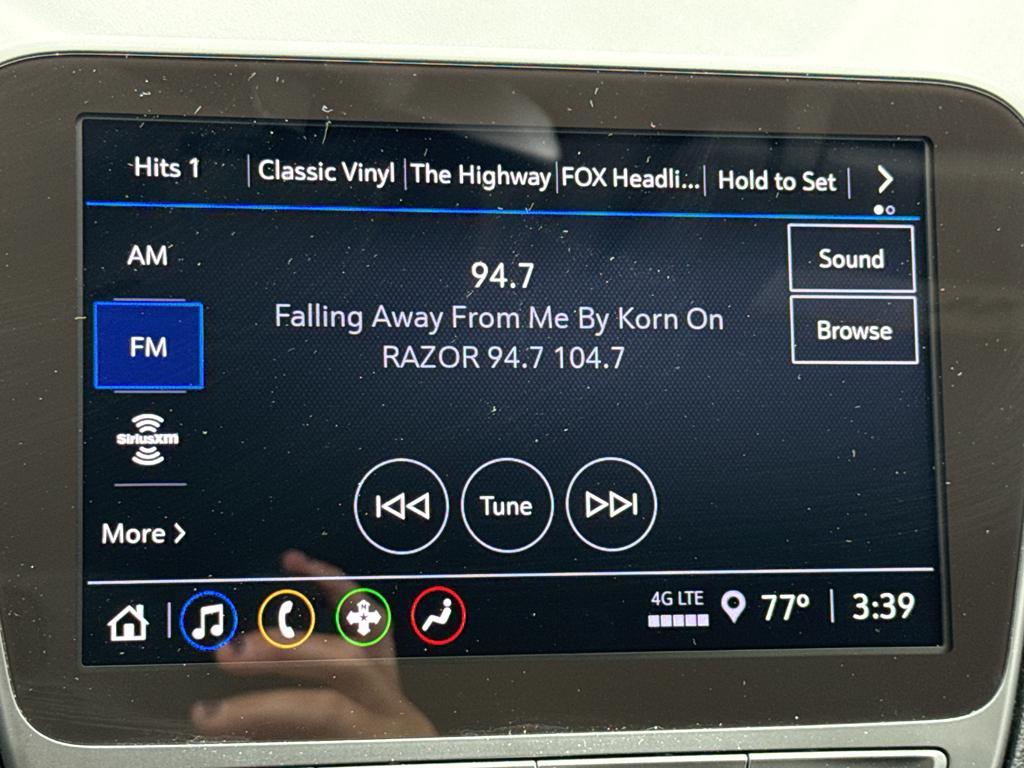 Hits 1 Classic Vinyl The Highway FOX Headli... Hold to Set
AM
94.7
Sound
Falling Away From Me By Korn On
RAZOR 94.7 104.7
Browse
FM
SiriusXM
Tune
More
4G LTE
77° 3:39